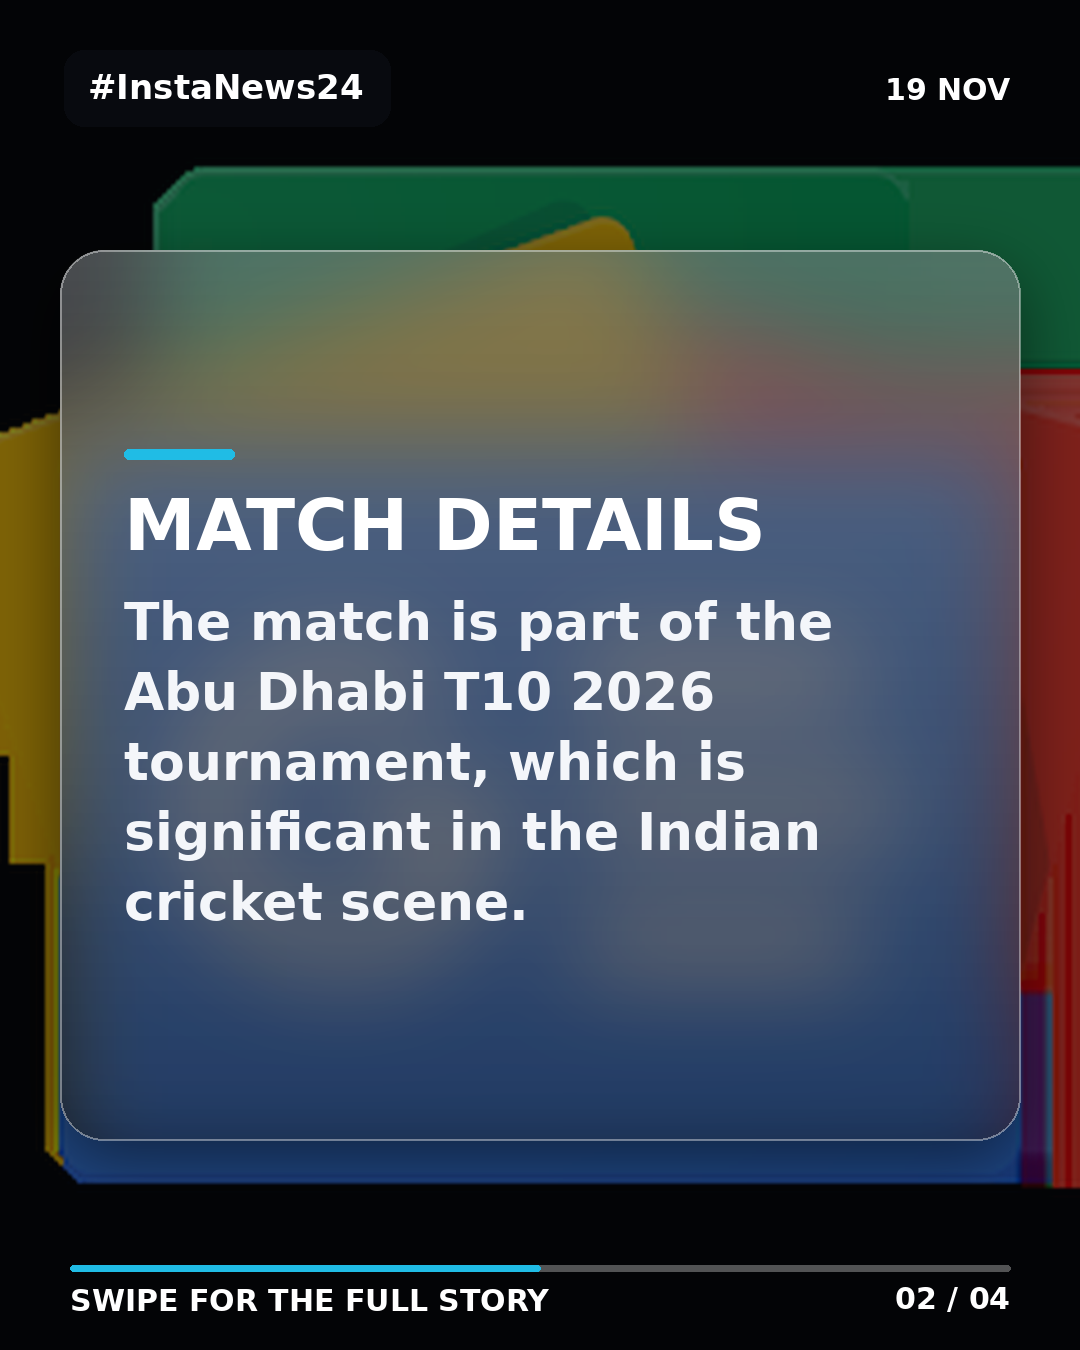 #InstaNews24
19 NOV
MATCH DETAILS
The match is part of the
Abu Dhabi T10 2026
tournament, which is
significant in the Indian
cricket scene.
SWIPE FOR THE FULL STORY
02 / 04